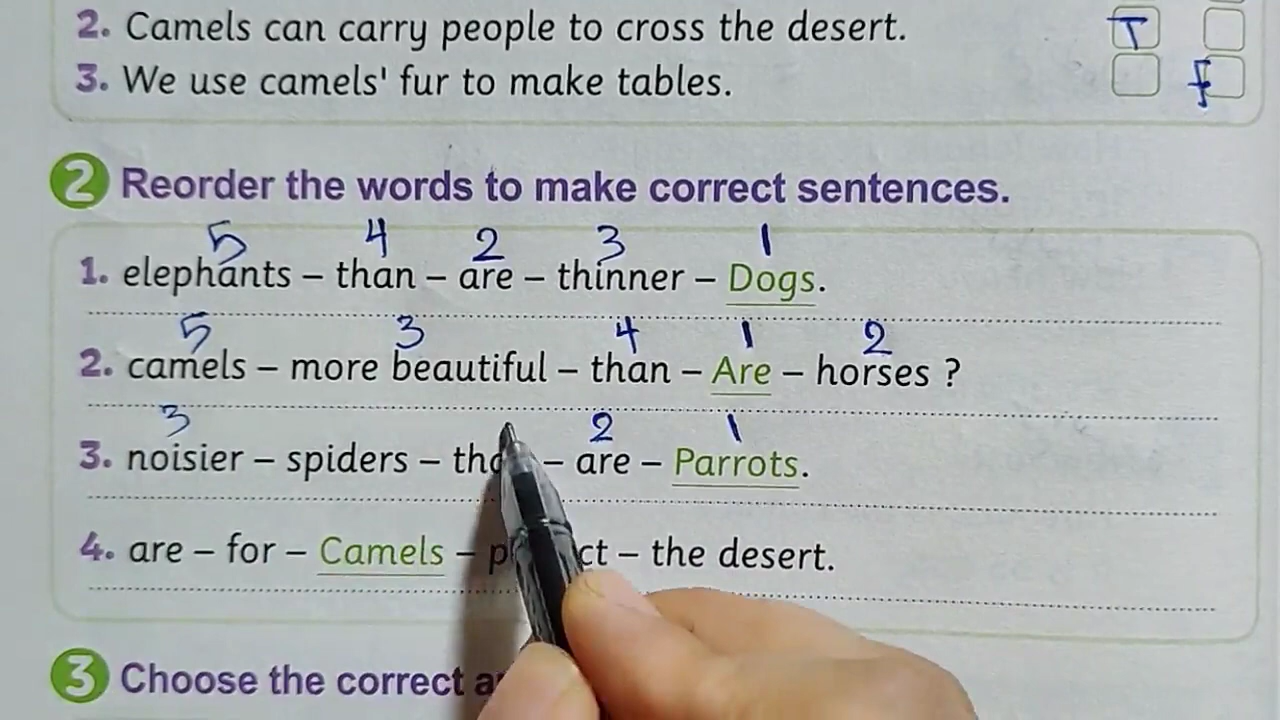 2. Camels can carry people to cross the desert. T
3. We use camels' fur to make tables. F
2 Reorder the words to make correct sentences.
5 4 2 3 1
1. elephants – than – are – thinner – Dogs.
5 3 4 1 2
2. camels – more beautiful – than – Are – horses ?
3 2 1
3. noisier – spiders – – are – Parrots.
4. are – for – Camels – – the desert.
3 Choose the correct